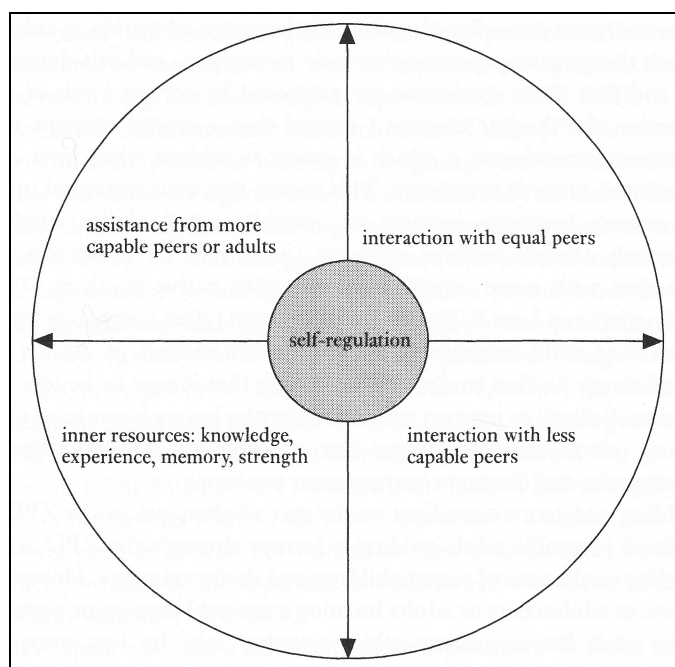 assistance from more
capable peers or adults
interaction with equal peers
self-regulation
inner resources: knowledge,
experience, memory, strength
interaction with less
capable peers